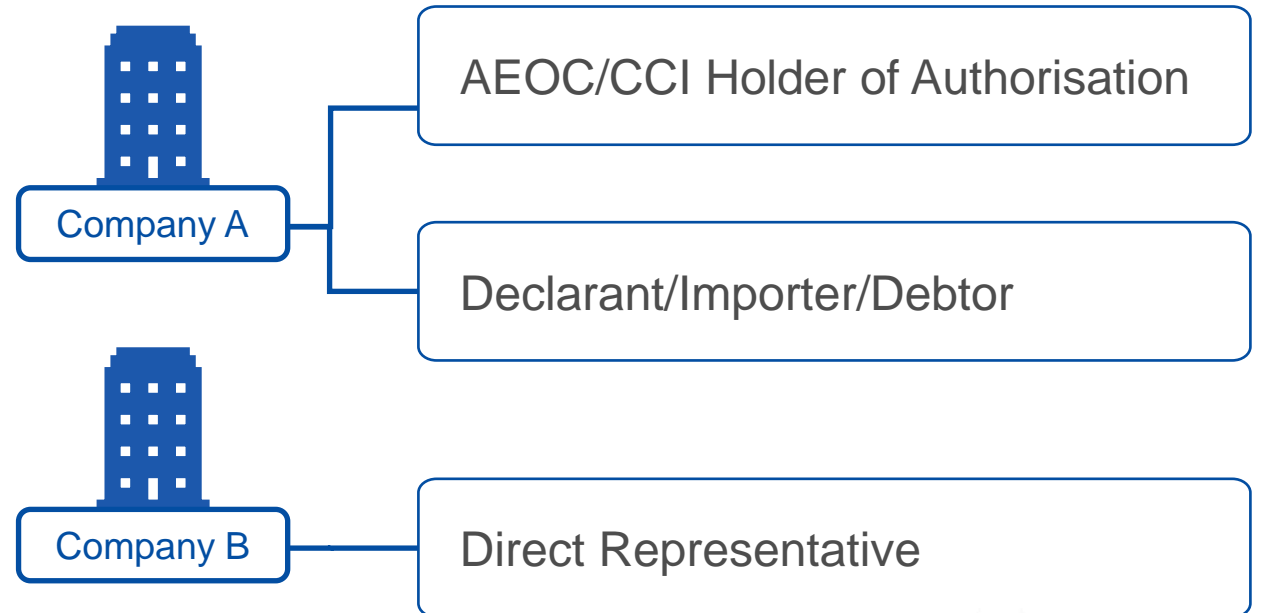 AEOC/CCI Holder of Authorisation
Company A
Declarant/Importer/Debtor
Company B
Direct Representative